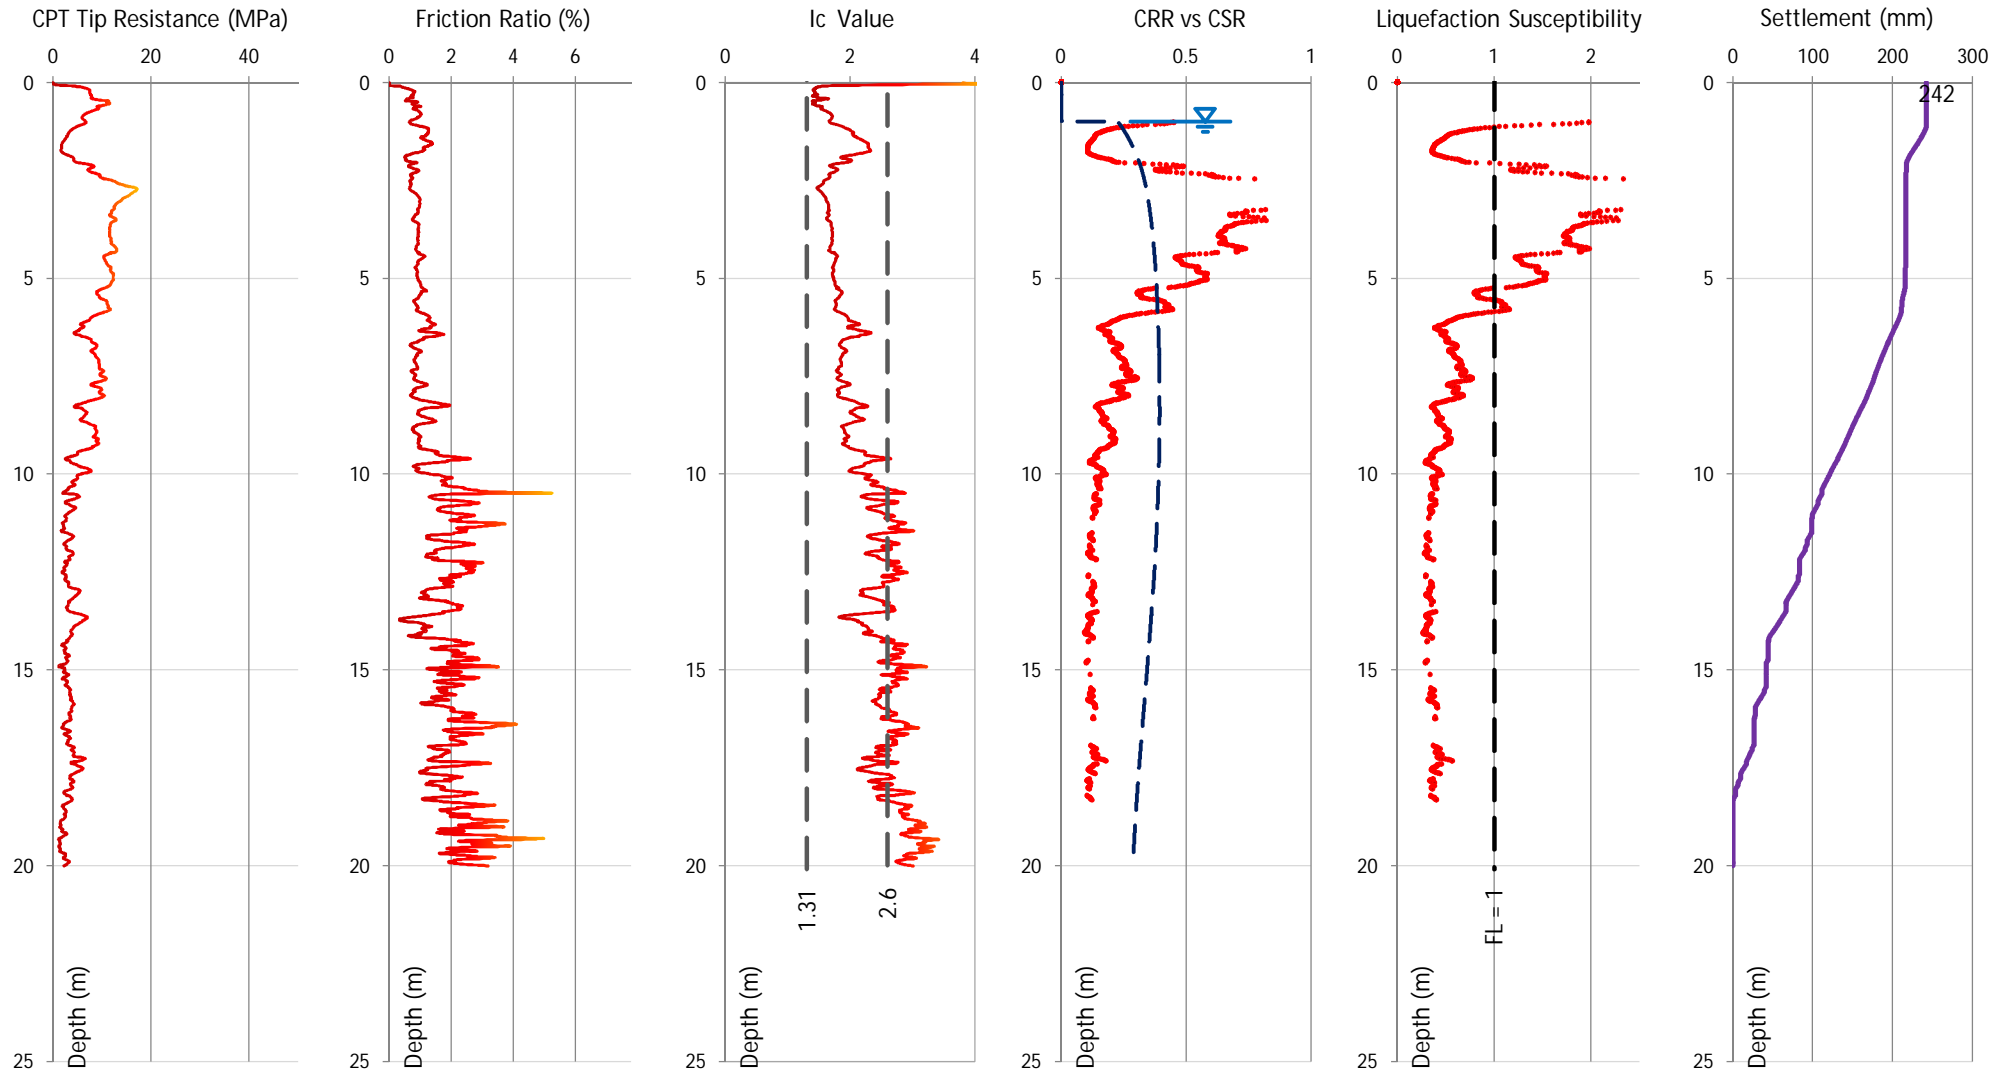 CPT Tip Resistance (MPa)
0 20 40
0
5
10
15
20
25
Depth (m)
Friction Ratio (%)
0 2 4 6
0
5
10
15
20
25
Depth (m)
Ic Value
0 2 4
0
5
10
15
20
25
1.31
2.6
Depth (m)
CRR vs CSR
0 0.5 1
0
5
10
15
20
25
Depth (m)
Liquefaction Susceptibility
0 1 2
0
5
10
15
20
25
FL = 1
Depth (m)
Settlement (mm)
0 100 200 300
0
5
10
15
20
25
242
Depth (m)